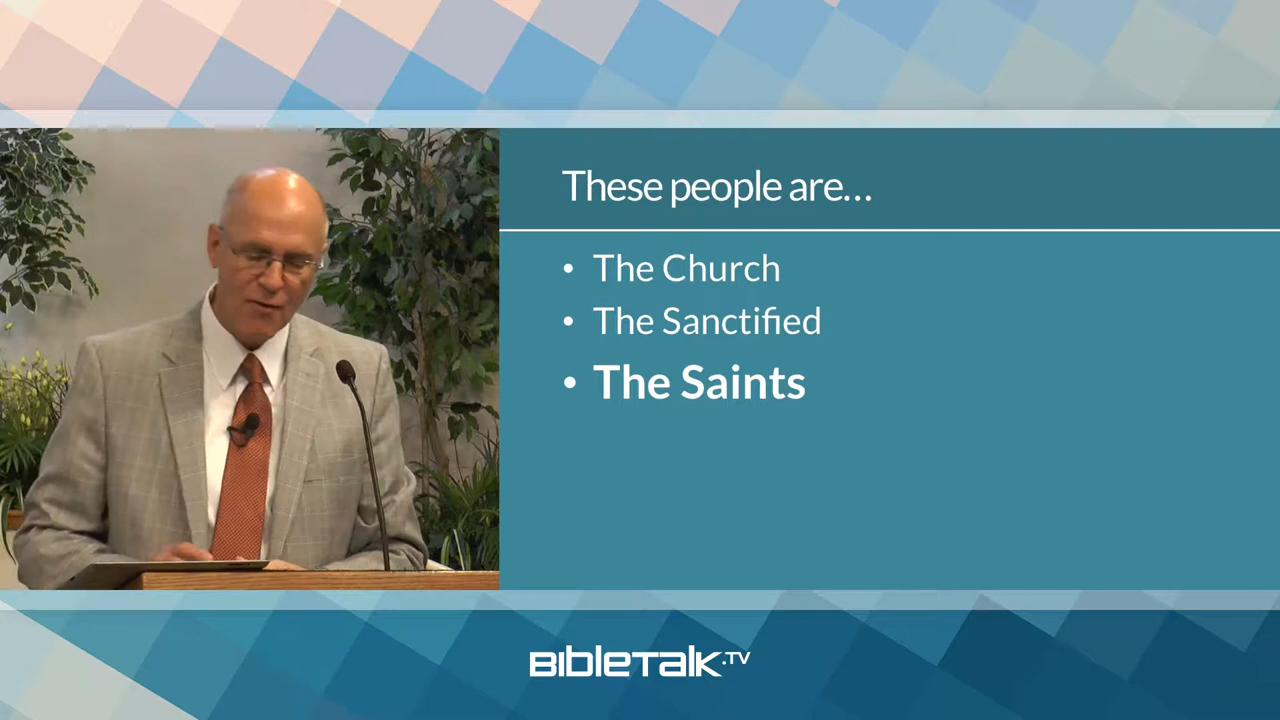 These people are...
• The Church
• The Sanctified
• The Saints
BIBLETALK.TV